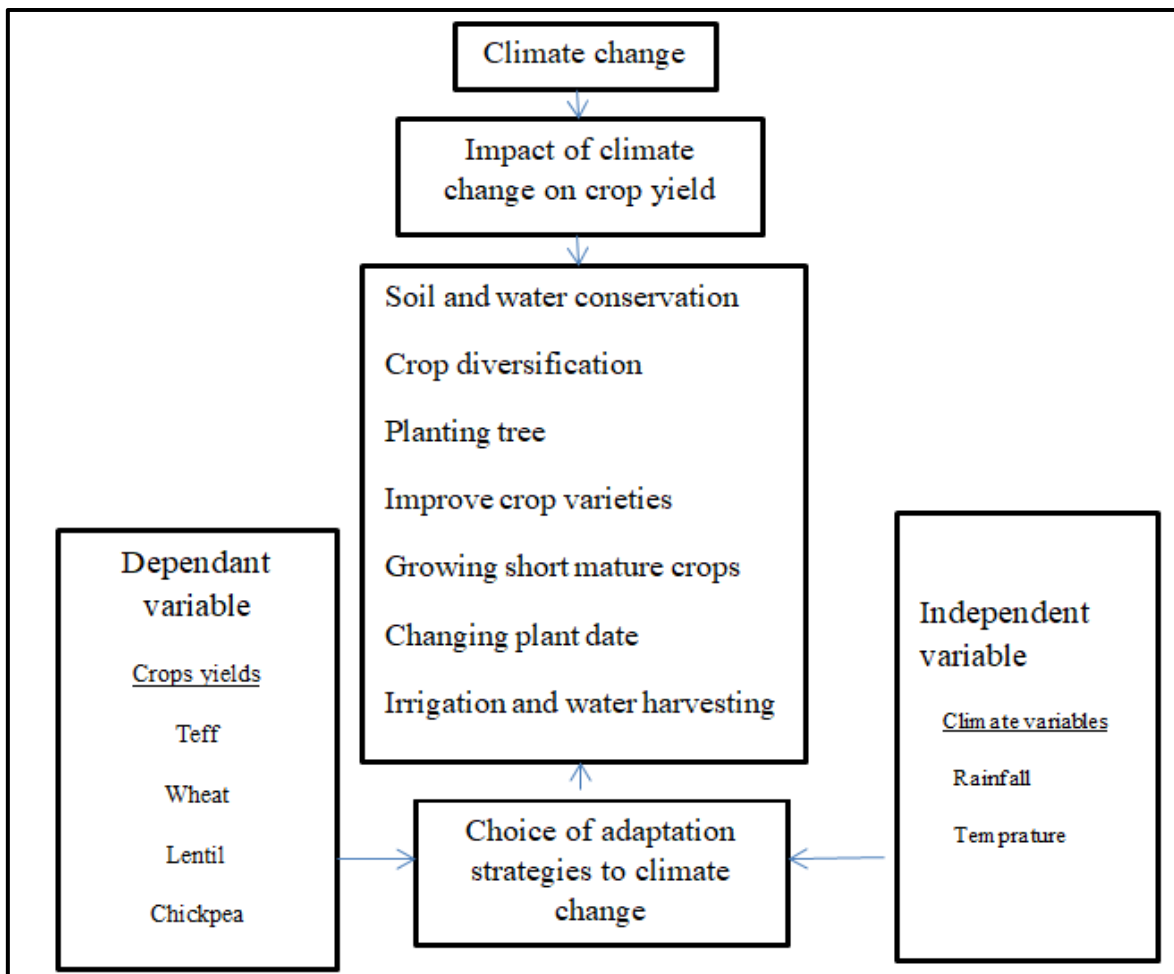 Climate change
Impact of climate
change on crop yield
Soil and water conservation
Crop diversification
Planting tree
Improve crop varieties
Growing short mature crops
Changing plant date
Irrigation and water harvesting
Dependant
variable
Crops yields
Teff
Wheat
Lentil
Chickpea
Choice of adaptation
strategies to climate
change
Independent
variable
Climate variables
Rainfall
Temprature